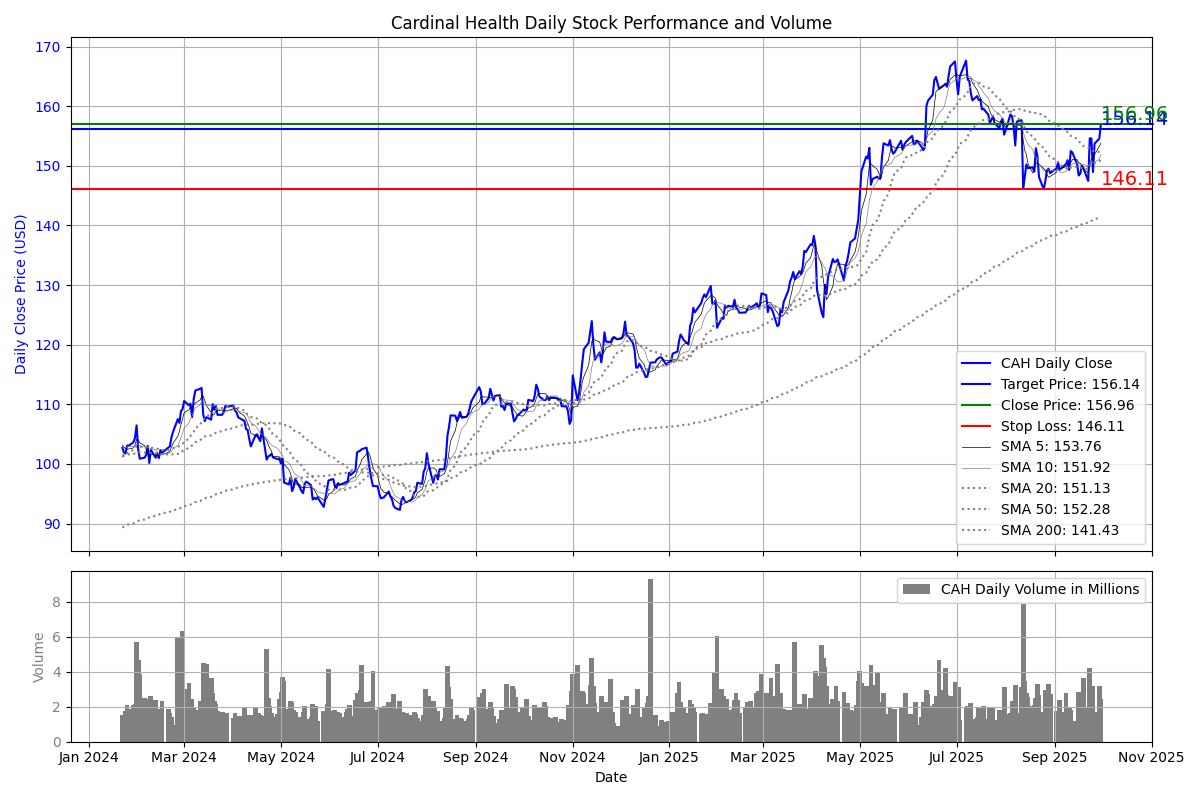 Cardinal Health Daily Stock Performance and Volume
170
160
150
140
130
120
110
100
90
Daily Close Price (USD)
156.96
156.14
146.11
CAH Daily Close
Target Price: 156.14
Close Price: 156.96
Stop Loss: 146.11
SMA 5: 153.76
SMA 10: 151.92
SMA 20: 151.13
SMA 50: 152.28
SMA 200: 141.43
8
6
4
2
0
Volume
CAH Daily Volume in Millions
Jan 2024 Mar 2024 May 2024 Jul 2024 Sep 2024 Nov 2024 Jan 2025 Mar 2025 May 2025 Jul 2025 Sep 2025 Nov 2025
Date